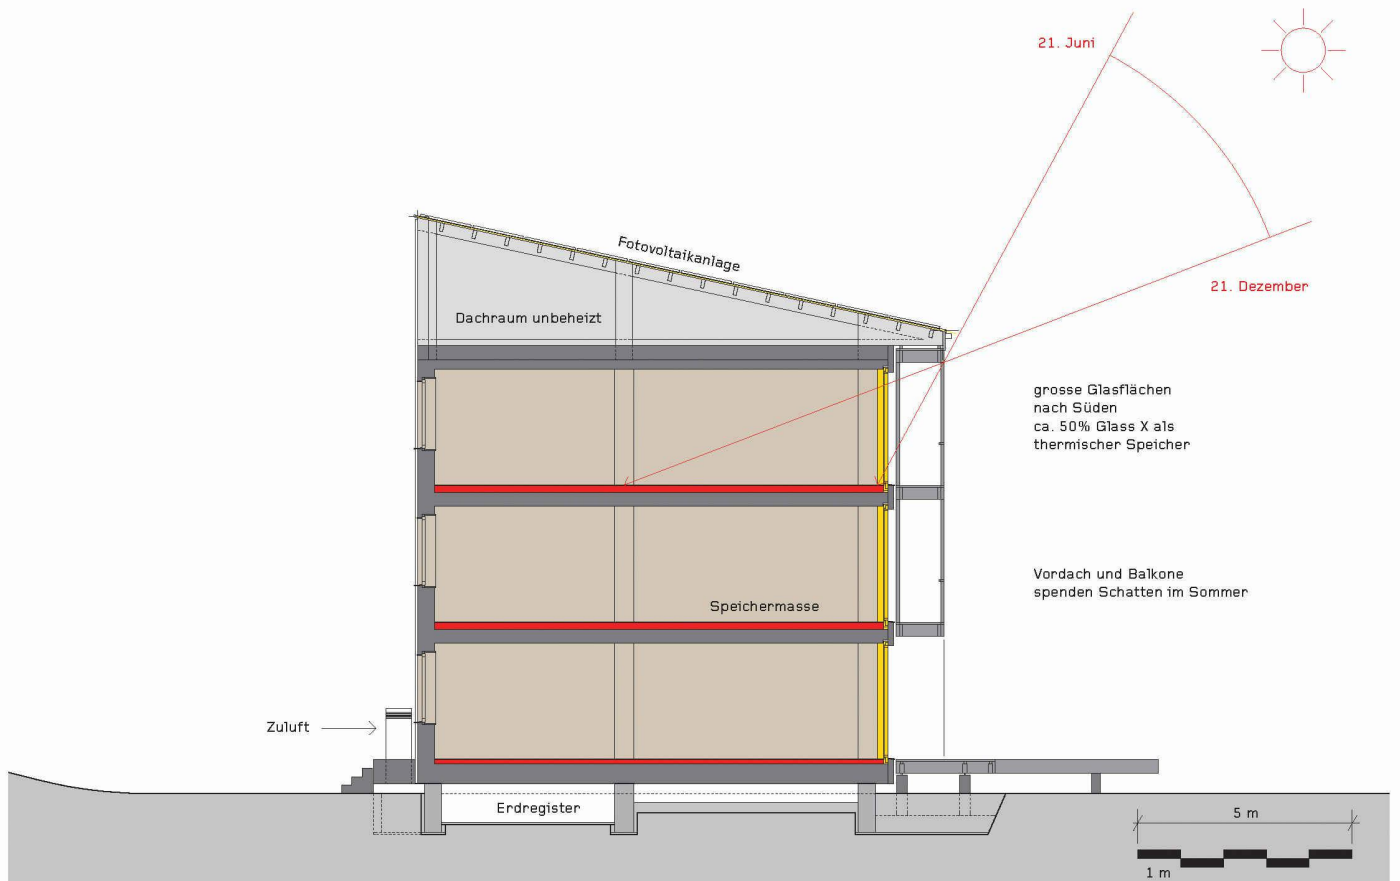 21. Juni
Fotovoltaikanlage
21. Dezember
Dachraum unbeheizt
grosse Glasflächen
nach Süden
ca. 50% Glass X als
thermischer Speicher
Vordach und Balkone
spenden Schatten im Sommer
Speichermasse
Zuluft
Erdregister
5 m
1 m